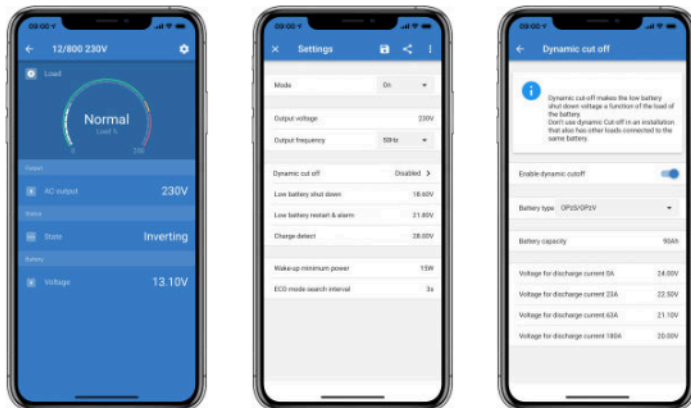 09:00
12/800 230V
Load
Normal
Load %
0
200
Output
AC output 230V
Status
State Inverting
Battery
Voltage 13.10V
09:00
Settings
Mode On
Output voltage 230V
Output frequency 50Hz
Dynamic cut off Disabled
Low battery shut down 18.60V
Low battery restart & alarm 21.80V
Charge detect 28.00V
Wake-up minimum power 15W
ECO mode search interval 3s
09:00
Dynamic cut off
Dynamic cut-off makes the low battery
shut down voltage a function of the load of
the battery.
Don't use dynamic Cut-off in an installation
that also has other loads connected to the
same battery.
Enable dynamic cutoff
Battery type OPzS/OPzV
Battery capacity 90Ah
Voltage for discharge current 0A 24.00V
Voltage for discharge current 23A 22.50V
Voltage for discharge current 63A 21.10V
Voltage for discharge current 180A 20.00V